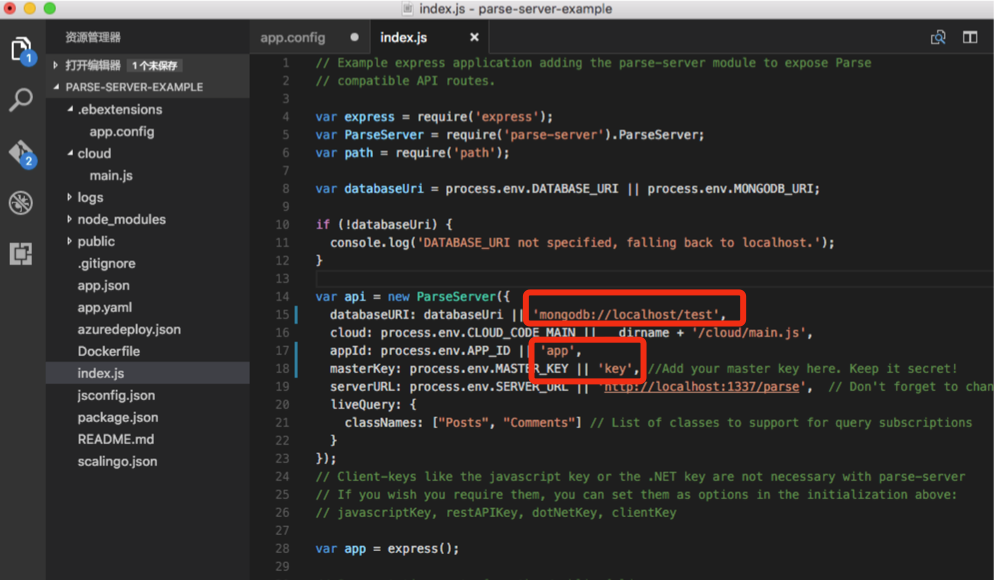 index.js - parse-server-example
资源管理器
打开编辑器 1 个未保存
PARSE-SERVER-EXAMPLE
.ebextensions
app.config
cloud
main.js
logs
node_modules
public
.gitignore
app.json
app.yaml
azuredeploy.json
Dockerfile
index.js
jsconfig.json
package.json
README.md
scalingo.json
1
2
app.config
index.js
1 // Example express application adding the parse-server module to expose Parse
2 // compatible API routes.
3
4 var express = require('express');
5 var ParseServer = require('parse-server').ParseServer;
6 var path = require('path');
7
8 var databaseUri = process.env.DATABASE_URI || process.env.MONGODB_URI;
9
10 if (!databaseUri) {
11 console.log('DATABASE_URI not specified, falling back to localhost.');
12 }
13
14 var api = new ParseServer({
15 databaseURI: databaseUri || 'mongodb://localhost/test',
16 cloud: process.env.CLOUD_CODE_MAIN || __dirname + '/cloud/main.js',
17 appId: process.env.APP_ID || 'app',
18 masterKey: process.env.MASTER_KEY || 'key', //Add your master key here. Keep it secret!
19 serverURL: process.env.SERVER_URL || 'http://localhost:1337/parse', // Don't forget to chan
20 liveQuery: {
21 classNames: ["Posts", "Comments"] // List of classes to support for query subscriptions
22 }
23 });
24 // Client-keys like the javascript key or the .NET key are not necessary with parse-server
25 // If you wish you require them, you can set them as options in the initialization above:
26 // javascriptKey, restAPIKey, dotNetKey, clientKey
27
28 var app = express();
29